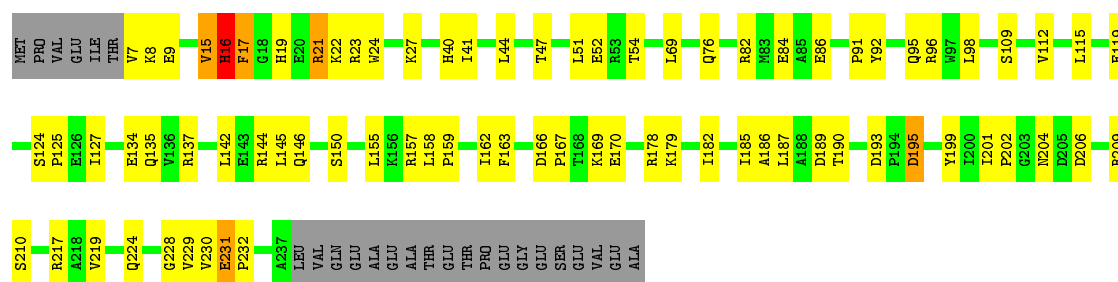 MET PRO VAL GLU ILE THR V7 K8 E9 V15 H16 F17 G18 H19 E20 R21 K22 R23 W24 K27 H40 I41 L44 T47 L51 E52 R53 T54 L69 Q76 R82 M83 E84 A85 E86 P91 Y92 Q95 R96 W97 L98 S109 V112 L115
S124 P125 E126 I127 E134 Q135 V136 R137 L142 E143 R144 L145 Q146 S150 L155 K156 R157 L158 P159 I162 F163 D166 P167 T168 K169 E170 R178 K179 I182 I185 A186 L187 A188 D189 T190 D193 P194 D195 Y199 I200 I201 P202 G203 N204 D205 D206
S210 R217 A218 V219 Q224 G228 V229 V230 E231 P232 A237 LEU VAL GLN GLU ALA GLU ALA THR GLU THR PRO GLU GLY GLU SER GLU VAL GLU ALA